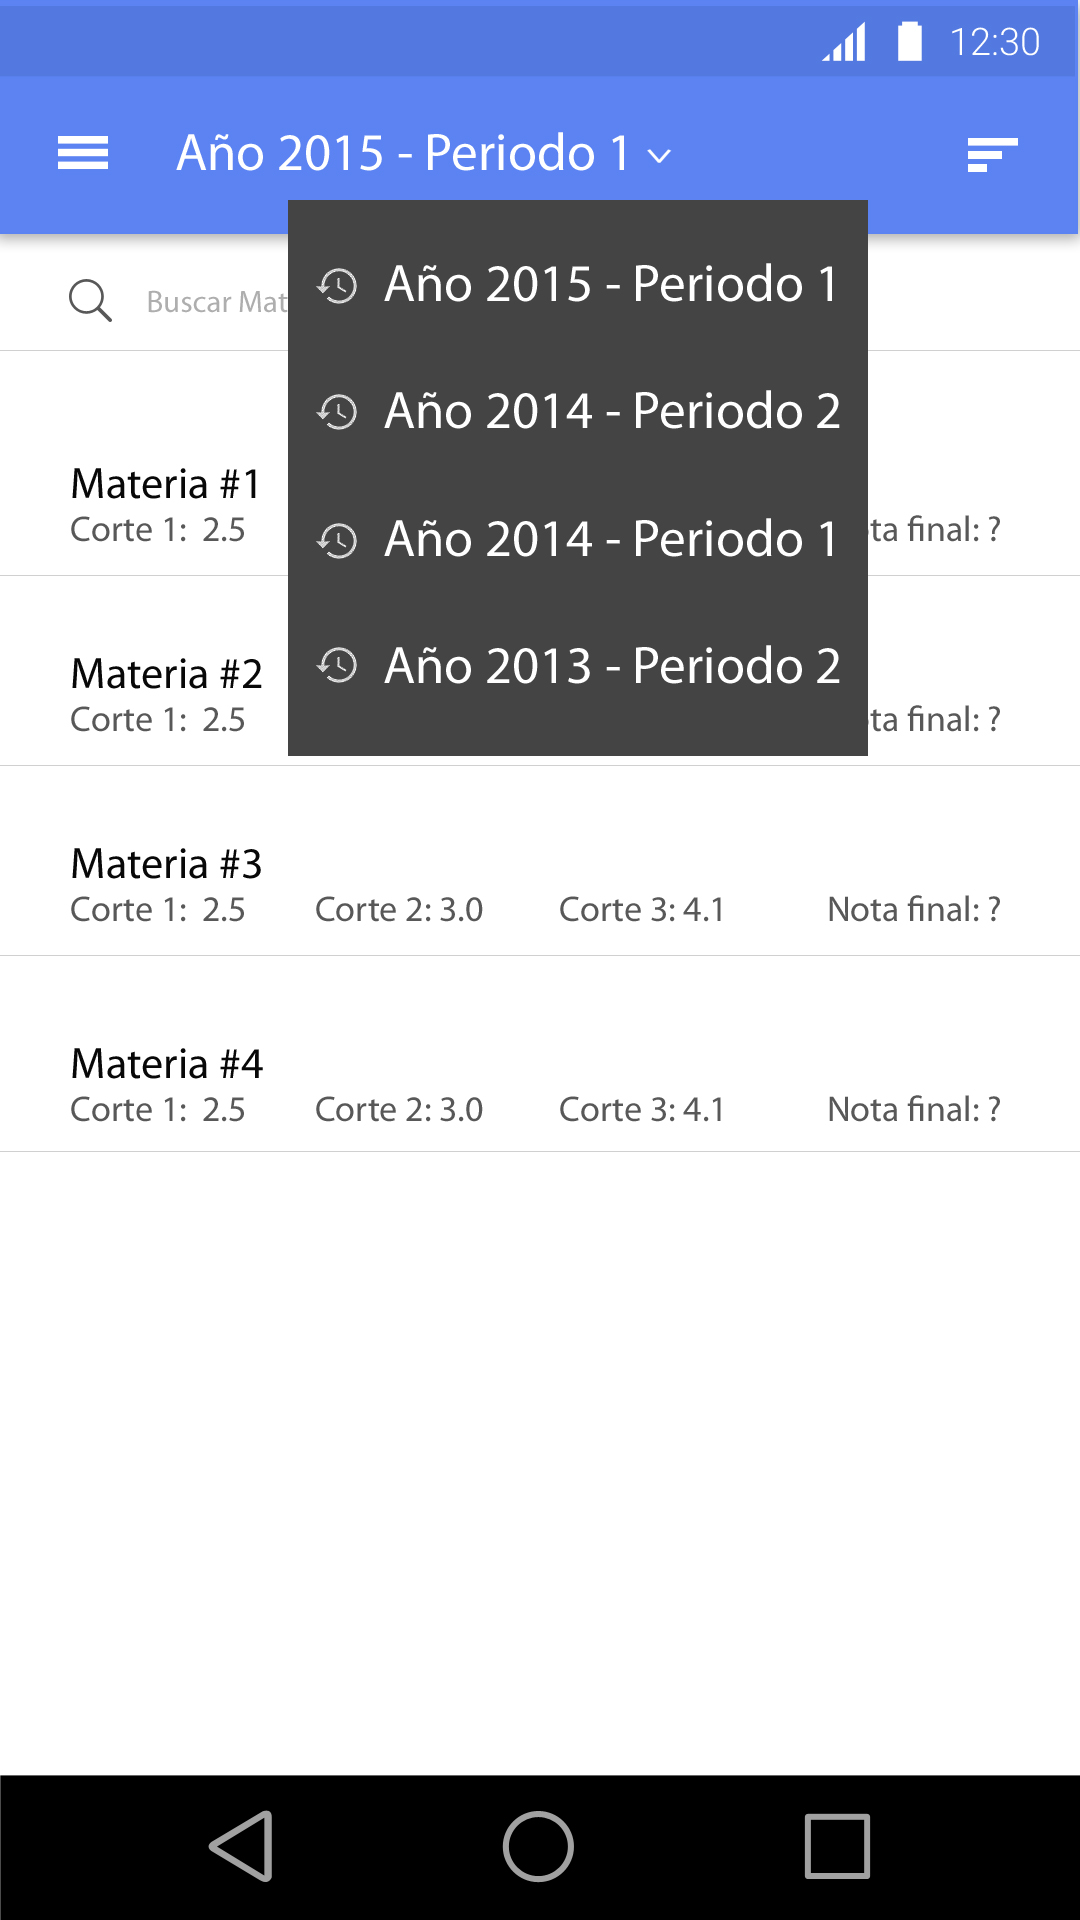 12:30
Año 2015 - Periodo 1
Año 2015 - Periodo 1
Buscar Mat
Año 2014 - Periodo 2
Materia #1
Corte 1: 2.5
ta final: ?
Año 2014 - Periodo 1
Materia #2
Corte 1: 2.5
ta final: ?
Año 2013 - Periodo 2
Materia #3
Corte 1: 2.5 Corte 2: 3.0 Corte 3: 4.1 Nota final: ?
Materia #4
Corte 1: 2.5 Corte 2: 3.0 Corte 3: 4.1 Nota final: ?